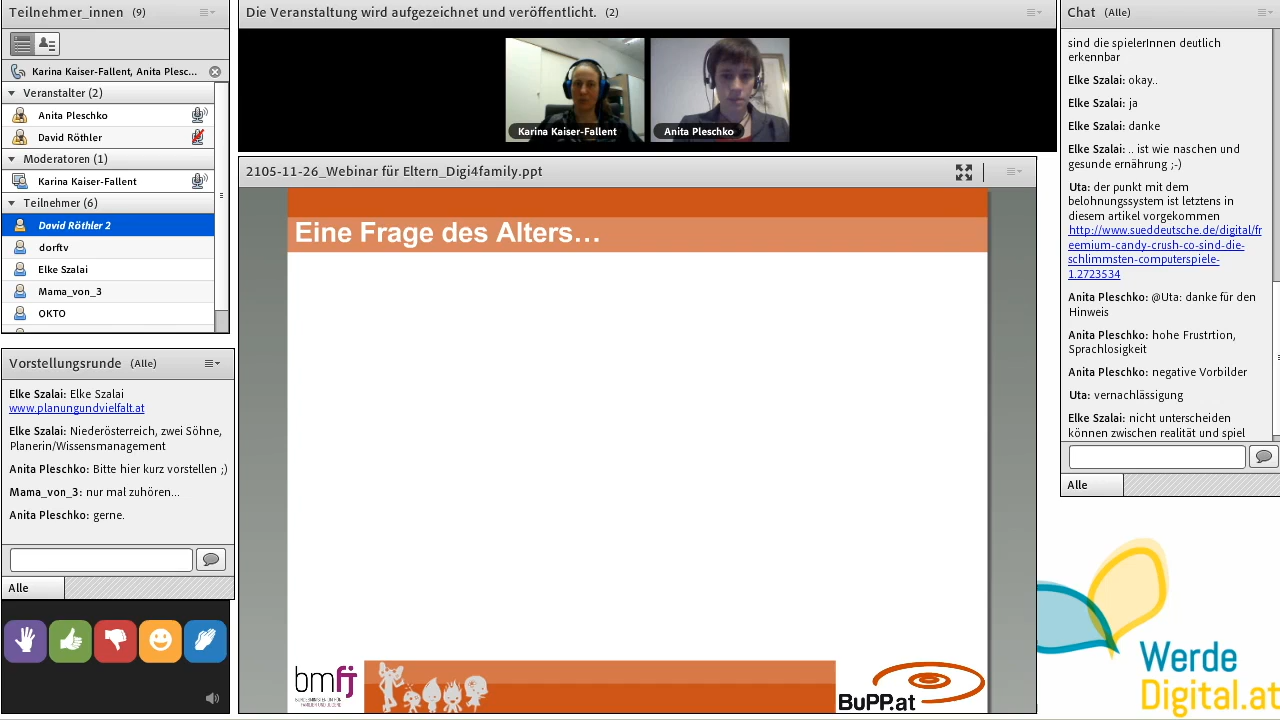 Teilnehmer_innen (9)
Karina Kaiser-Fallent, Anita Plesc...
Veranstalter (2)
Anita Pleschko
David Röthler
Moderatoren (1)
Karina Kaiser-Fallent
Teilnehmer (6)
David Röthler 2
dorftv
Elke Szalai
Mama_von_3
OKTO
Vorstellungsrunde (Alle)
Elke Szalai: Elke Szalai
www.planungundvielfalt.at
Elke Szalai: Niederösterreich, zwei Söhne,
Planerin/Wissensmanagement
Anita Pleschko: Bitte hier kurz vorstellen ;)
Mama_von_3: nur mal zuhören...
Anita Pleschko: gerne.
Alle
Die Veranstaltung wird aufgezeichnet und veröffentlicht. (2)
Karina Kaiser-Fallent
Anita Pleschko
2105-11-26_Webinar für Eltern_Digi4family.ppt
Eine Frage des Alters...
bmfj
BuPP.at
Chat (Alle)
sind die spielerInnen deutlich
erkennbar
Elke Szalai: okay..
Elke Szalai: ja
Elke Szalai: danke
Elke Szalai: .. ist wie naschen und
gesunde ernährung ;-)
Uta: der punkt mit dem
belohnungssystem ist letztens in
diesem artikel vorgekommen
http://www.sueddeutsche.de/digital/fr
eemium-candy-crush-co-sind-die-
schlimmsten-computerspiele-
1.2723534
Anita Pleschko: @Uta: danke für den
Hinweis
Anita Pleschko: hohe Frustrtion,
Sprachlosigkeit
Anita Pleschko: negative Vorbilder
Uta: vernachlässigung
Elke Szalai: nicht unterscheiden
können zwischen realität und spiel
Alle
Werde
Digital.at